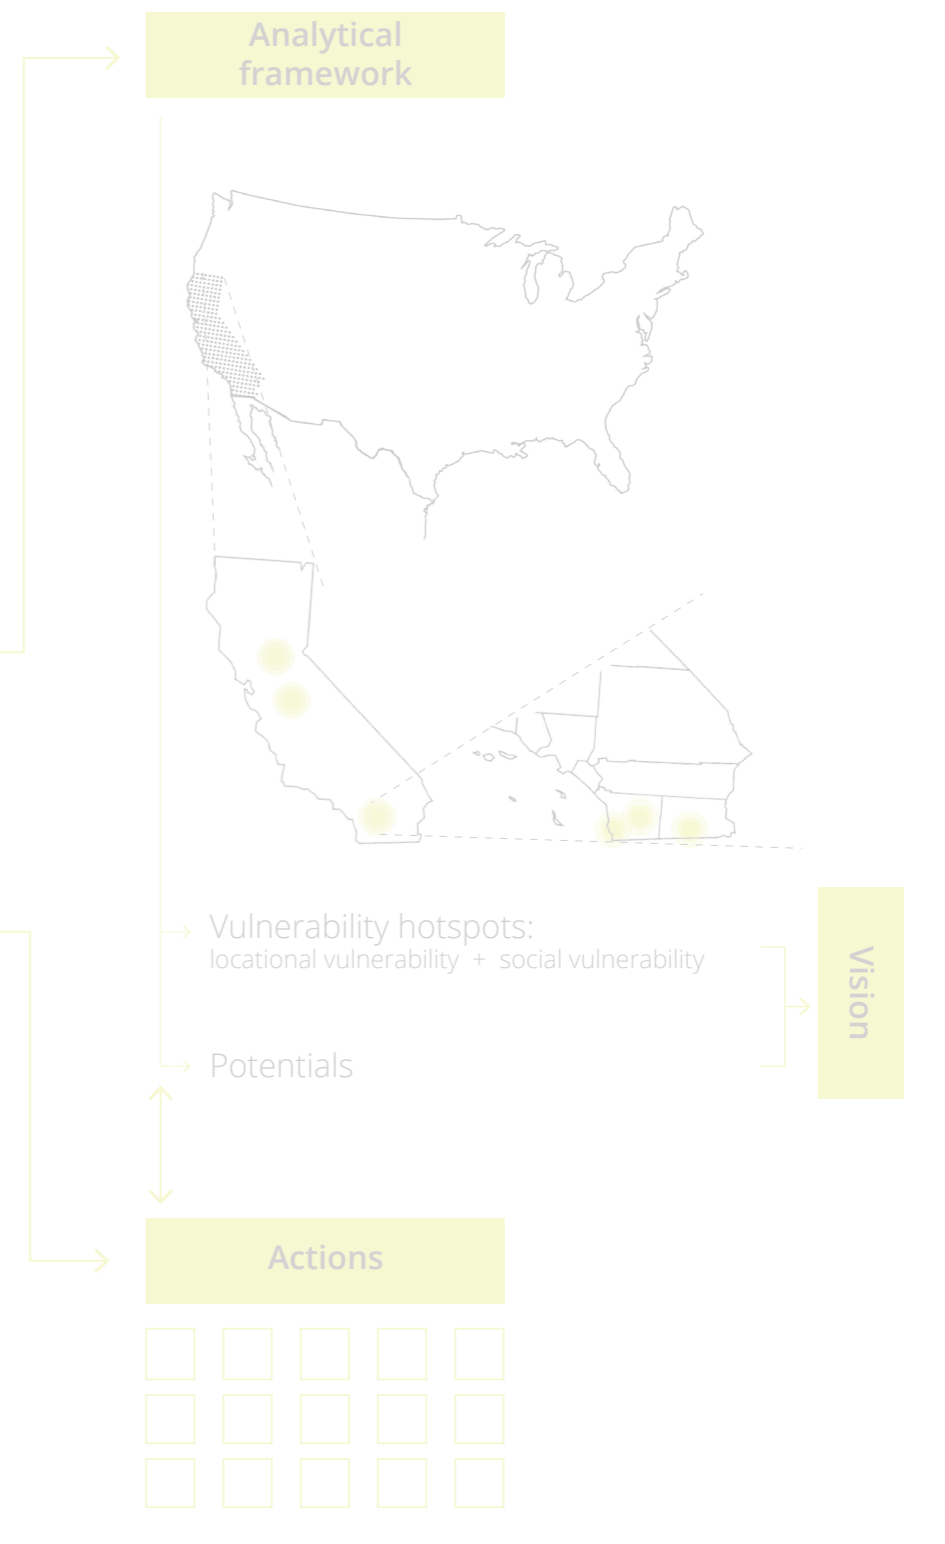 Analytical
framework
Vulnerability hotspots:
locational vulnerability + social vulnerability
Vision
Potentials
Actions